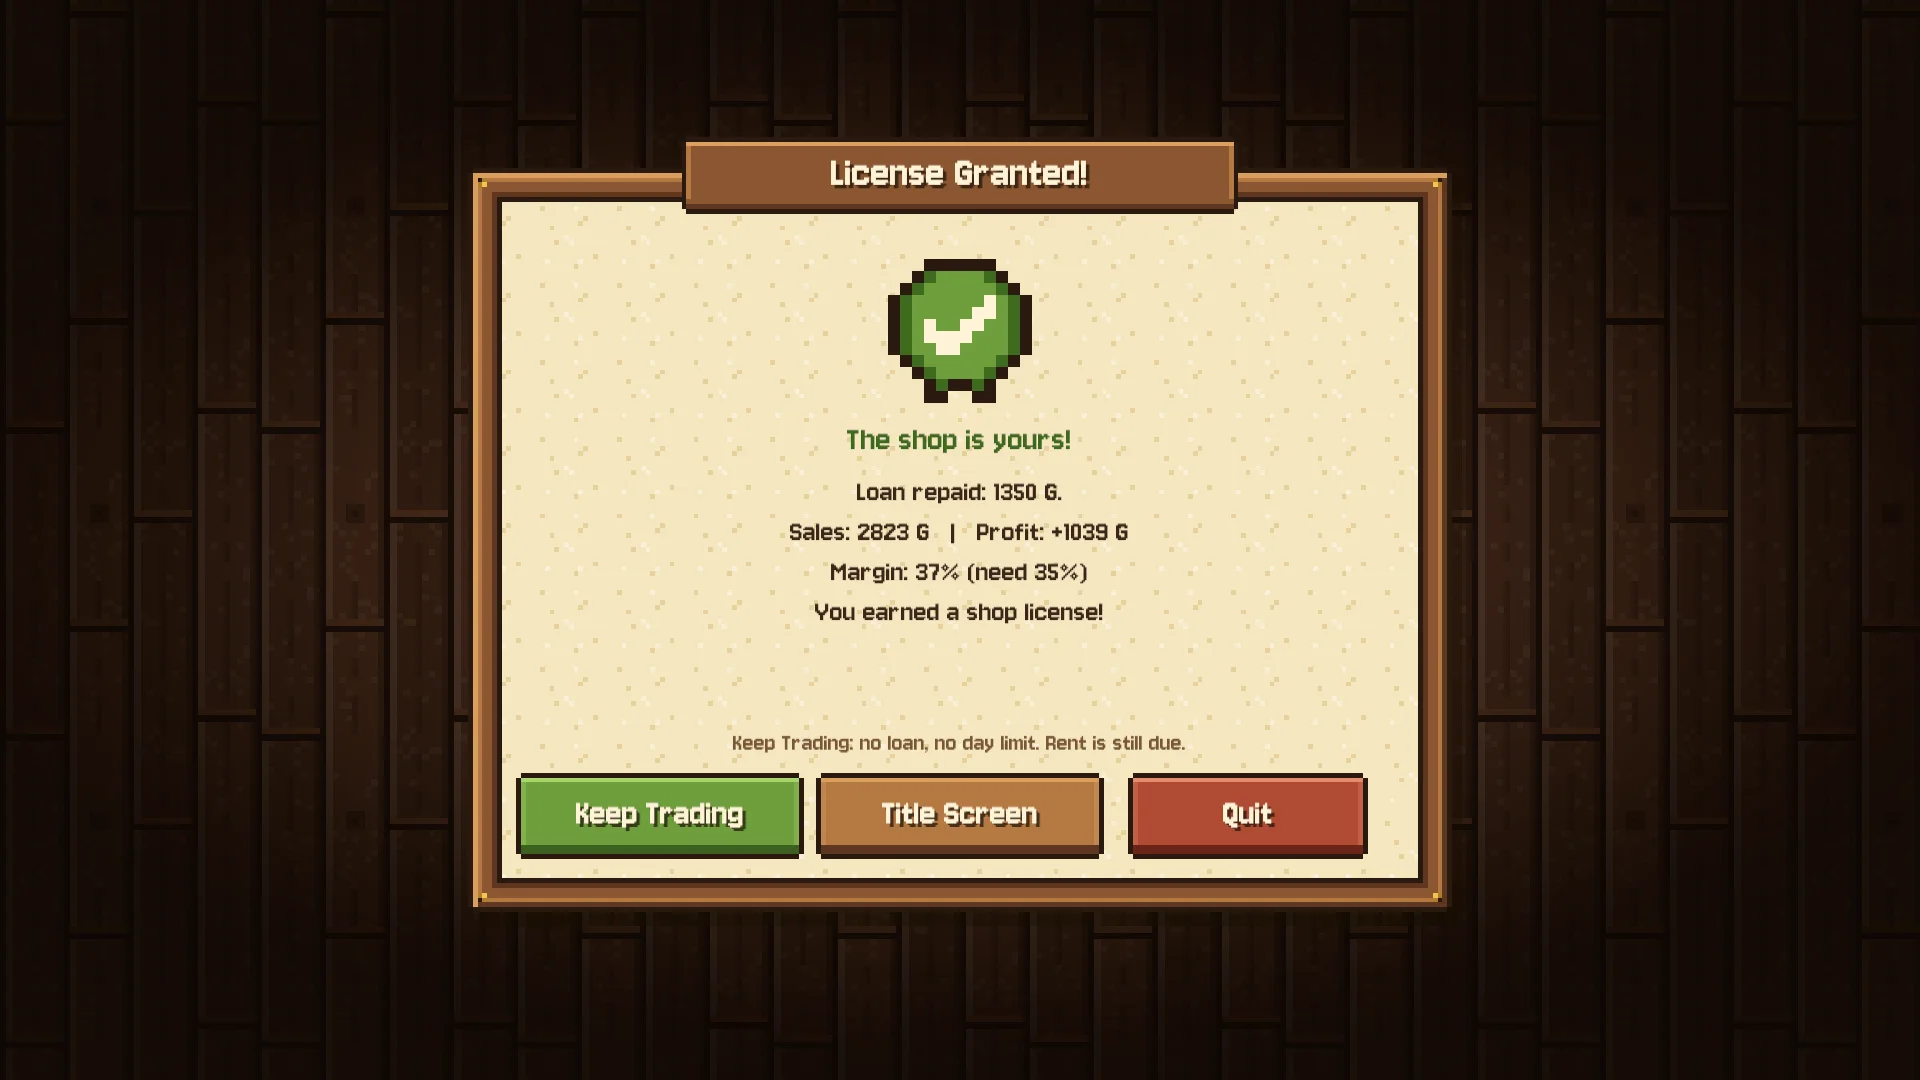 License Granted!
The shop is yours!
Loan repaid: 1350 G.
Sales: 2823 G | Profit: +1039 G
Margin: 37% (need 35%)
You earned a shop license!
Keep Trading: no loan, no day limit. Rent is still due.
Keep Trading
Title Screen
Quit